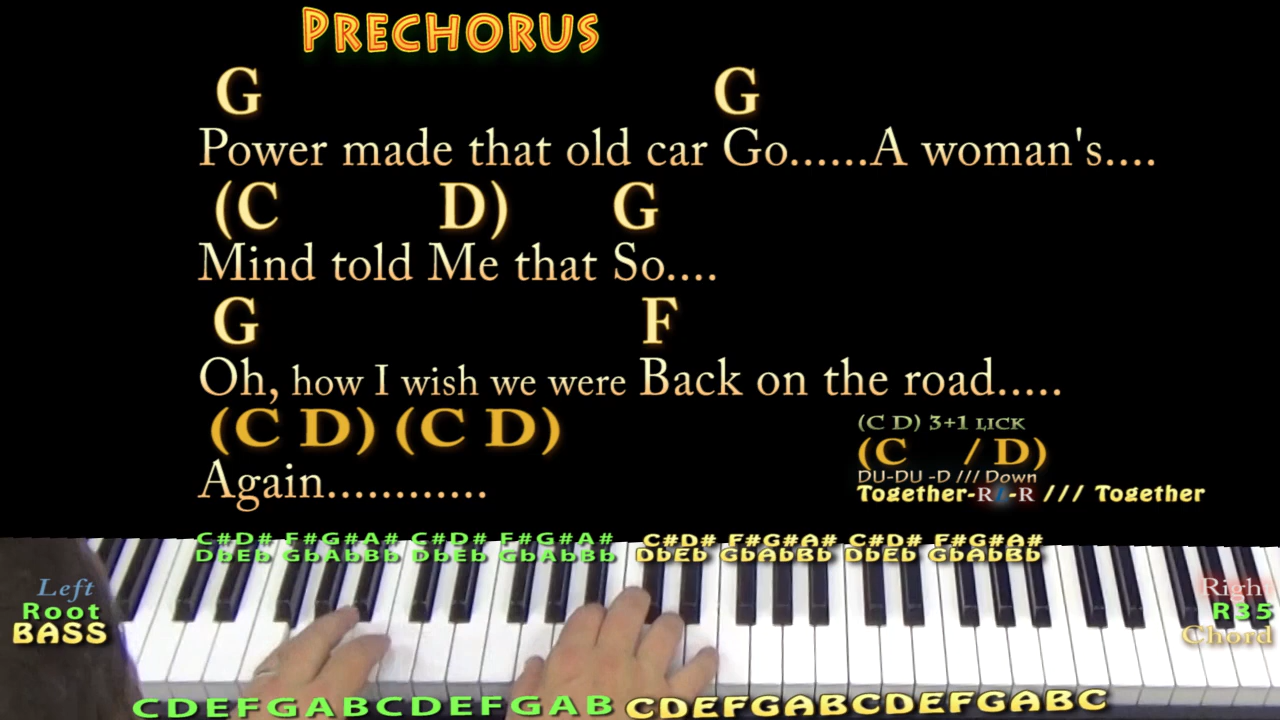 PRECHORUS
G G
Power made that old car Go......A woman's....
(C D) G
Mind told Me that So....
G F
Oh, how I wish we were Back on the road.....
(C D) (C D)
Again............
(C D) 3+1 LICK
(C / D)
DU-DU -D /// Down
Together-R -R /// Together
C#D# F#G#A# C#D# F#G#A# C#D# F#G#A# C#D# F#G#A#
DbEb GbAbBb DbEb GbAbBb DbEb GbAbBb DbEb GbAbBb
Left
Root
BASS
Right
R35
Chord
CDEFGABCDEFGAB CDEFGABCDEFGABC